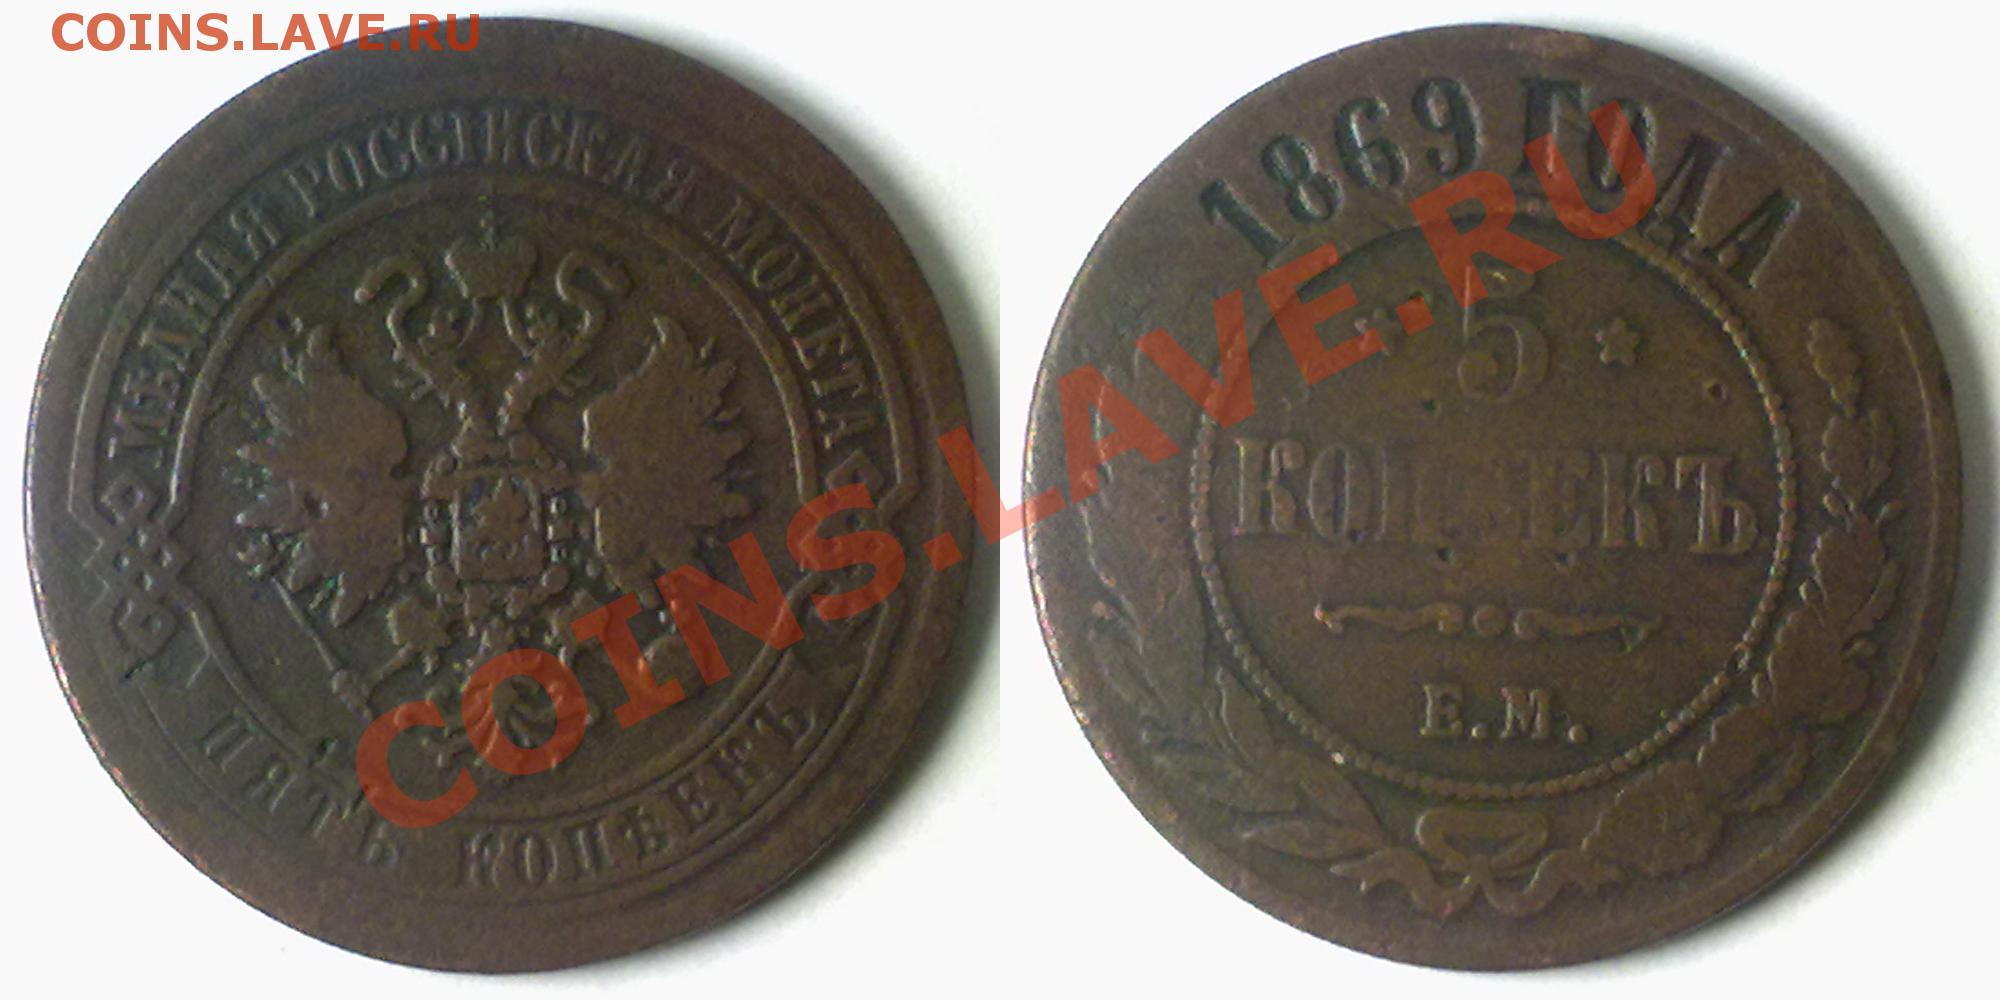 COINS.LAVE.RU
МѢДНАЯ РОССІЙСКАЯ МОНЕТА
ПЯТЬ КОПѢЕКЪ
1869 ГОДА
5
КОПѢЕКЪ
Е.М.
COINS.LAVE.RU